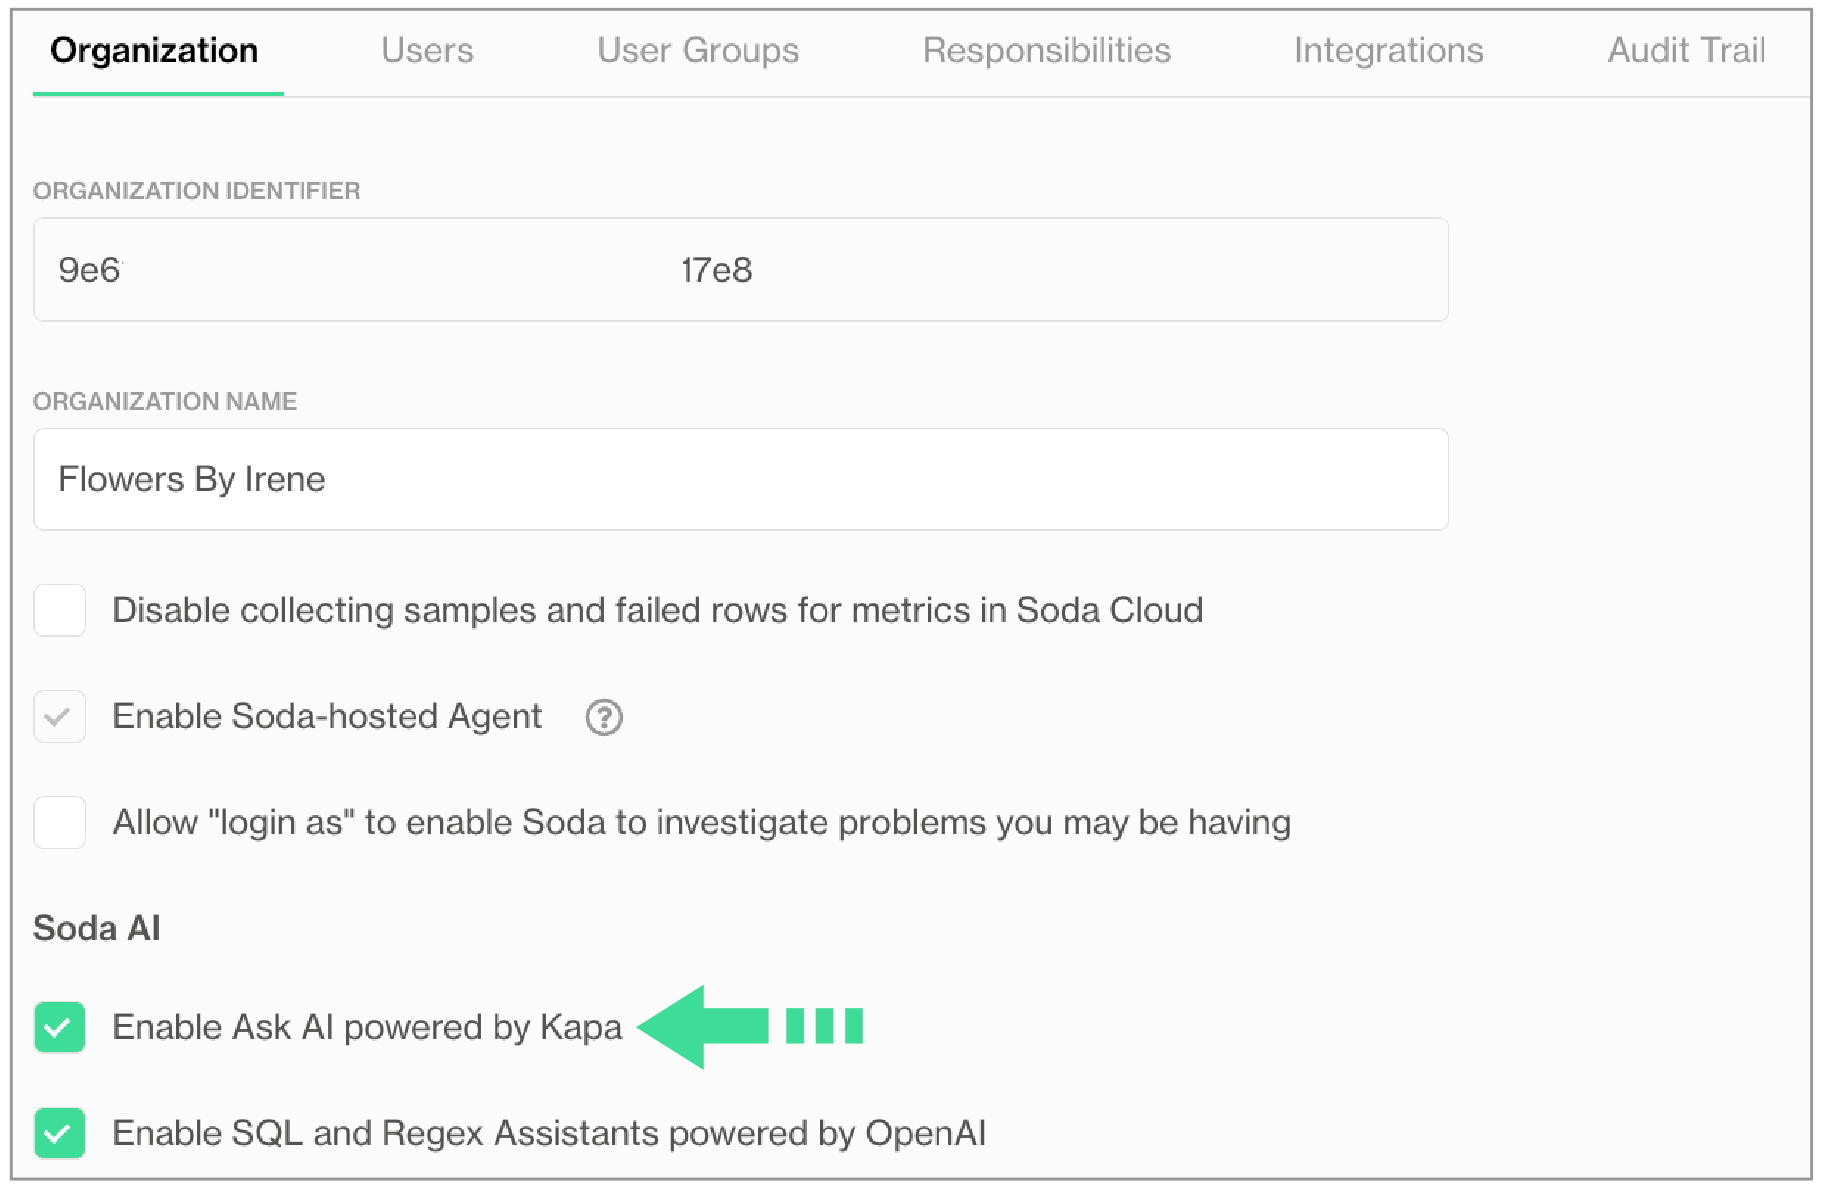 Organization Users User Groups Responsibilities Integrations Audit Trail
ORGANIZATION IDENTIFIER
9e6 17e8
ORGANIZATION NAME
Flowers By Irene
Disable collecting samples and failed rows for metrics in Soda Cloud
Enable Soda-hosted Agent ?
Allow "login as" to enable Soda to investigate problems you may be having
Soda AI
Enable Ask AI powered by Kapa
Enable SQL and Regex Assistants powered by OpenAI